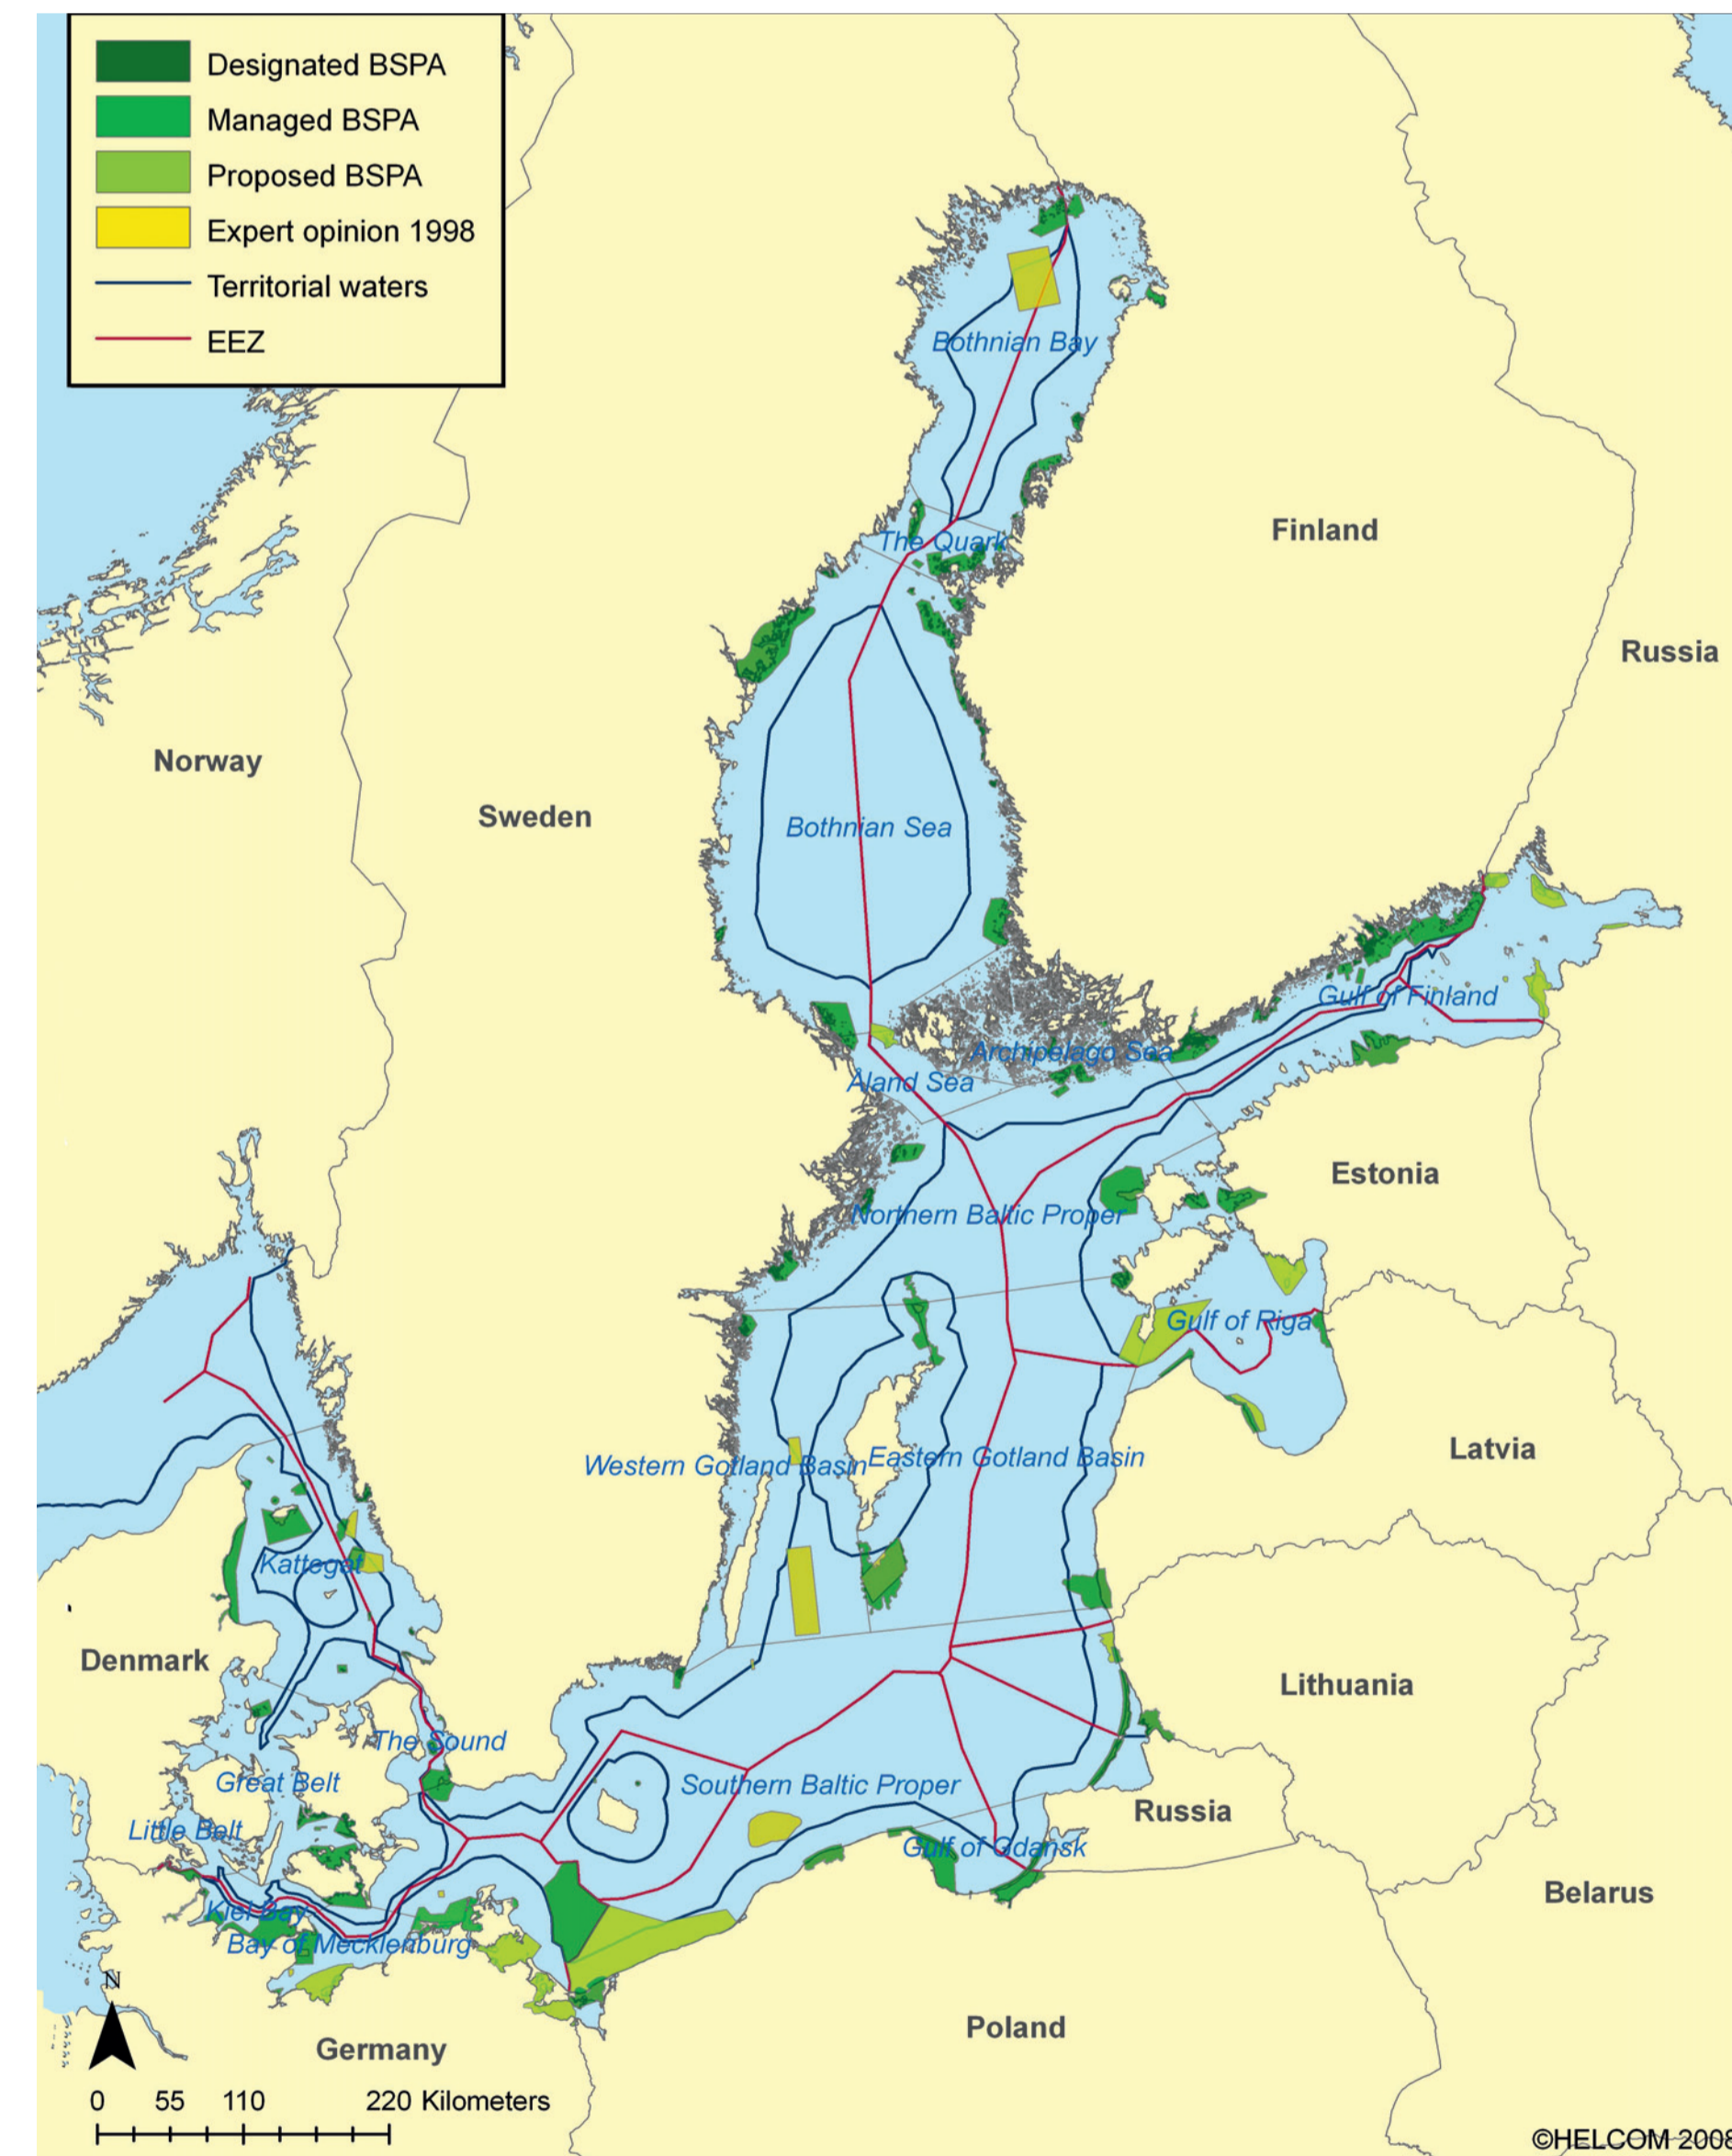 Designated BSPA
Managed BSPA
Proposed BSPA
Expert opinion 1998
Territorial waters
EEZ
Bothnian Bay
The Quark
Finland
Russia
Norway
Sweden
Bothnian Sea
Gulf of Finland
Archipelago Sea
Åland Sea
Estonia
Northern Baltic Proper
Gulf of Riga
Latvia
Western Gotland Basin
Eastern Gotland Basin
Kattegat
Denmark
Lithuania
The Sound
Great Belt
Southern Baltic Proper
Russia
Little Belt
Gulf of Gdansk
Belarus
Kiel Bay
Bay of Mecklenburg
N
Poland
Germany
0 55 110 220 Kilometers
©HELCOM 2008